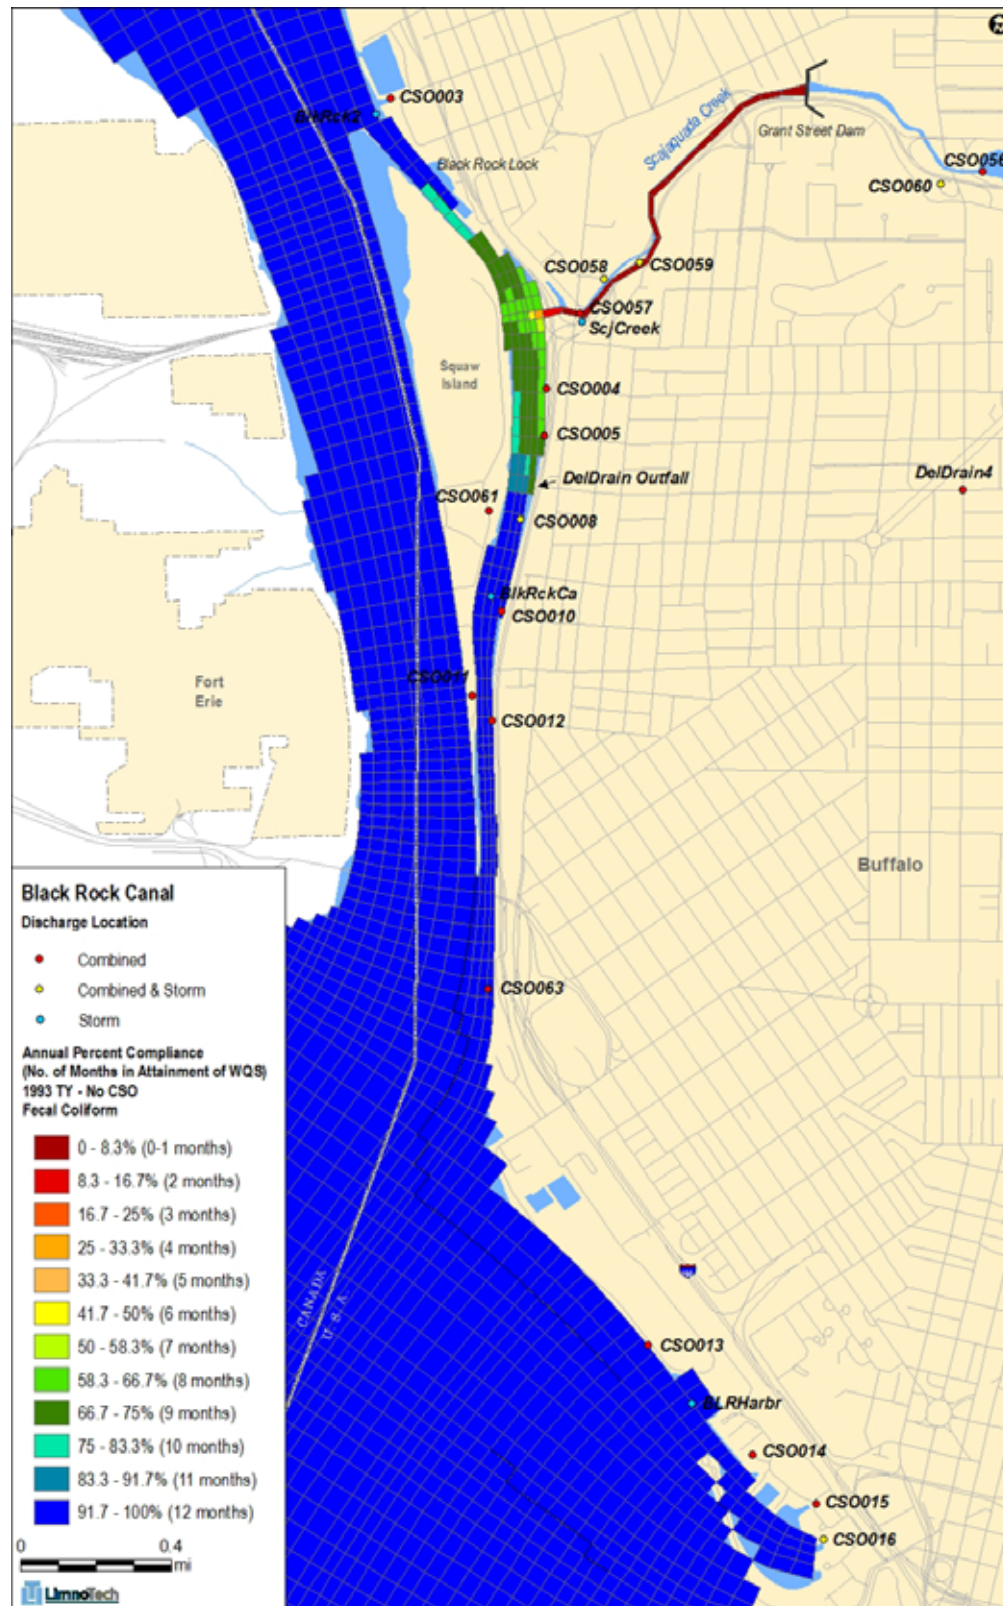 CSO003
BlkRck2
Scajaquada Creek
Grant Street Dam
Black Rock Lock
CSO056
CSO060
CSO059
CSO058
CSO057
ScjCreek
Squaw
Island
CSO004
CSO005
DelDrain Outfall
DelDrain4
CSO061
CSO008
BlkRckCa
CSO010
Fort
Erie
CSO011
CSO012
Buffalo
CSO063
CANADA
U.S.A.
CSO013
BLRHarbr
CSO014
CSO015
CSO016
Black Rock Canal
Discharge Location
Combined
Combined & Storm
Storm
Annual Percent Compliance
(No. of Months in Attainment of WQS)
1993 TY - No CSO
Fecal Coliform
0 - 8.3% (0-1 months)
8.3 - 16.7% (2 months)
16.7 - 25% (3 months)
25 - 33.3% (4 months)
33.3 - 41.7% (5 months)
41.7 - 50% (6 months)
50 - 58.3% (7 months)
58.3 - 66.7% (8 months)
66.7 - 75% (9 months)
75 - 83.3% (10 months)
83.3 - 91.7% (11 months)
91.7 - 100% (12 months)
0 0.4
mi
LimnoTech